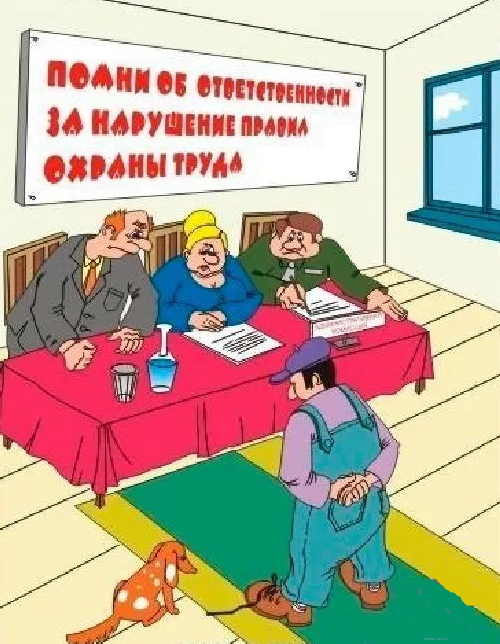 ПОМНИ ОБ ОТВЕТСТВЕННОСТИ
ЗА НАРУШЕНИЕ ПРАВИЛ
ОХРАНЫ ТРУДА